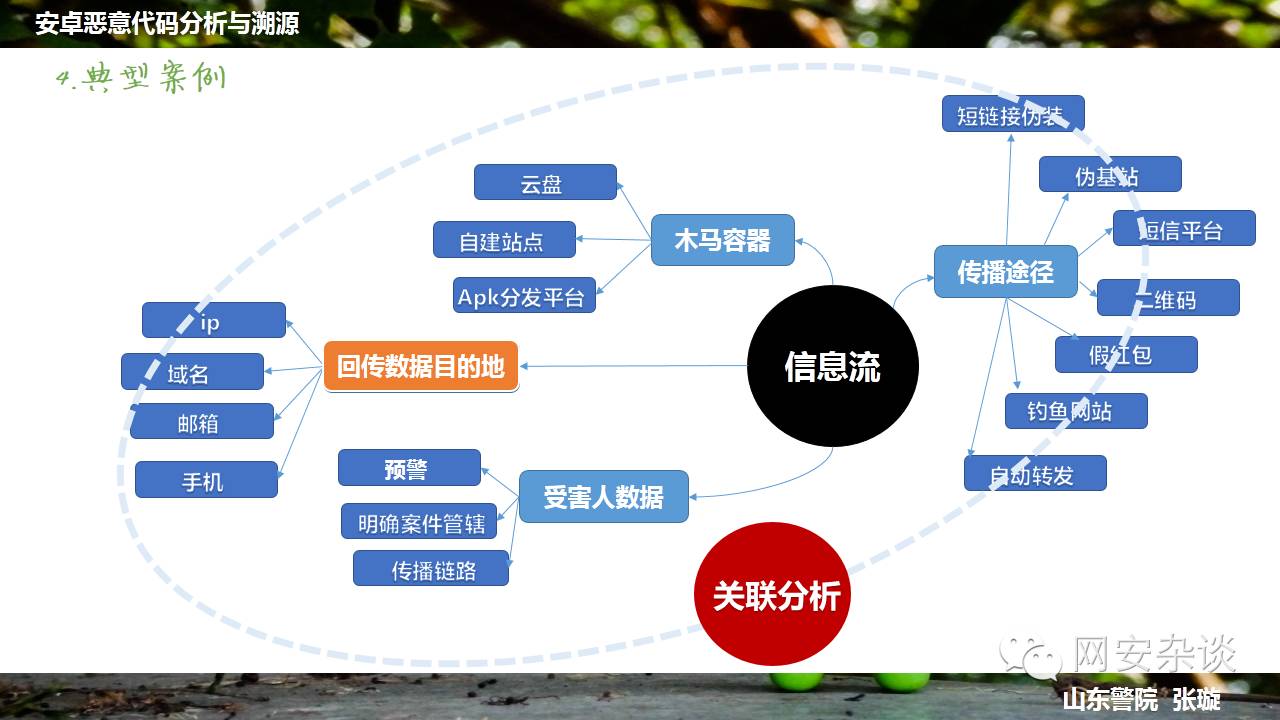 安卓恶意代码分析与溯源
4.典型案例
短链接伪装
伪基站
云盘
短信平台
自建站点
木马容器
传播途径
Apk分发平台
二维码
ip
假红包
回传数据目的地
信息流
域名
钓鱼网站
邮箱
预警
自动转发
手机
受害人数据
明确案件管辖
传播链路
关联分析
网安杂谈
山东警院 张璇